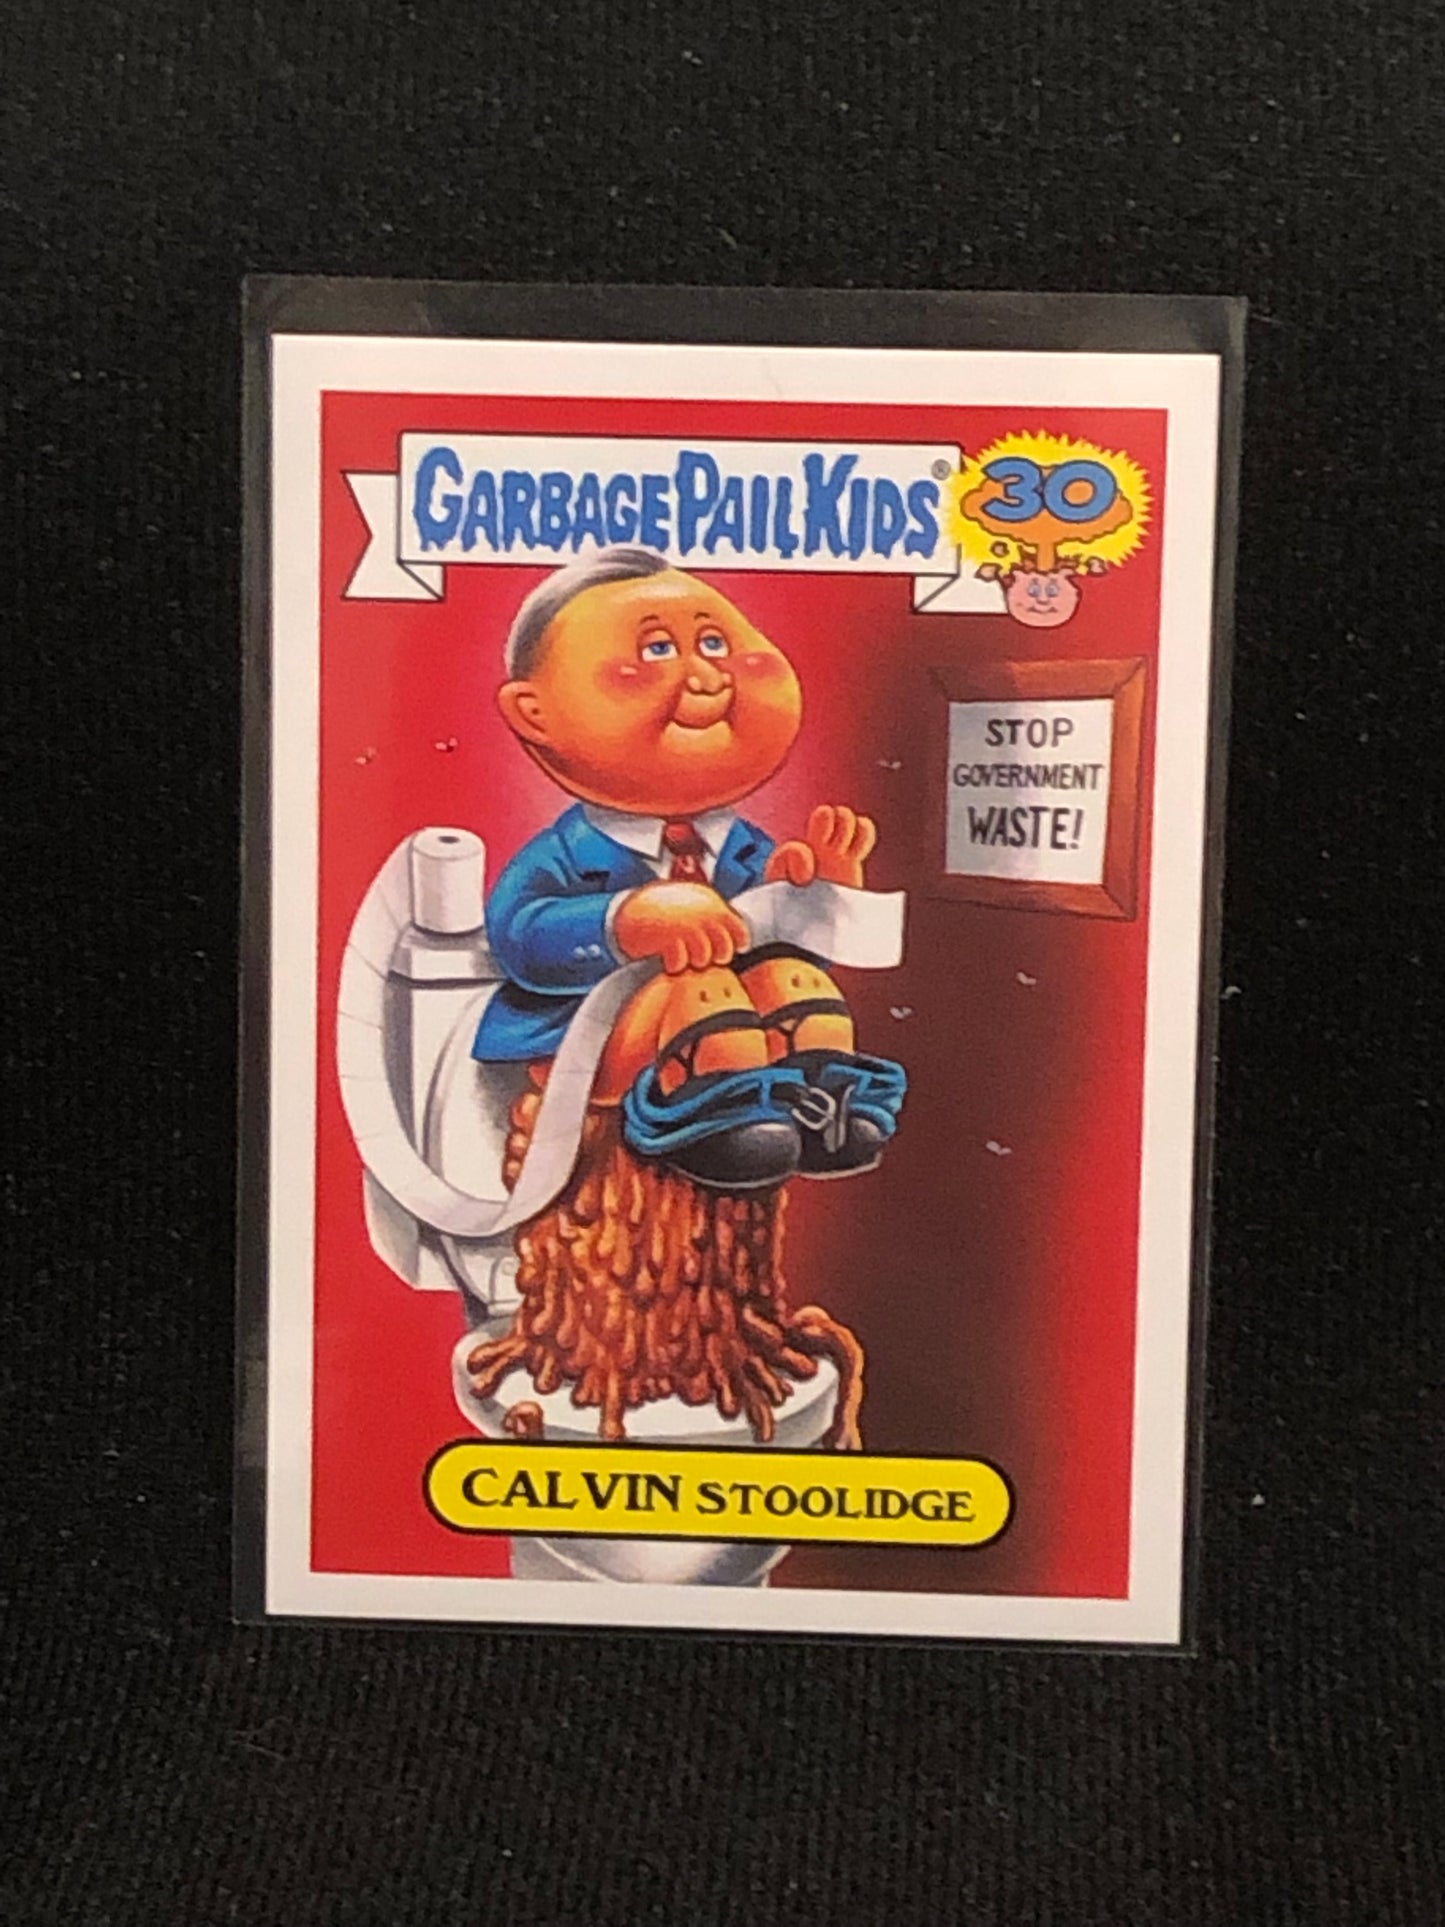 GARBAGE PAIL KIDS®
30
STOP
GOVERNMENT
WASTE!
CALVIN STOOLIDGE